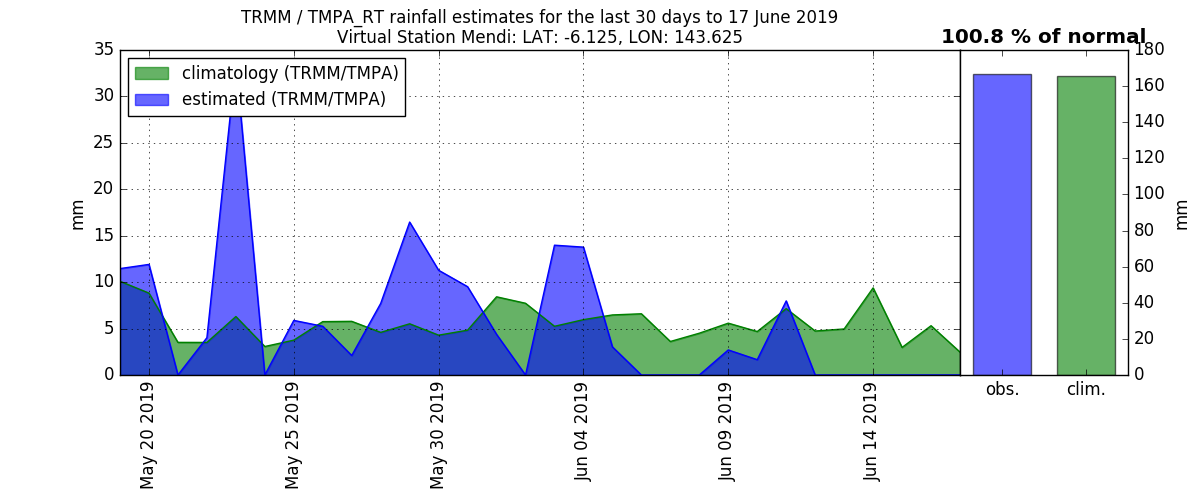 TRMM / TMPA_RT rainfall estimates for the last 30 days to 17 June 2019
Virtual Station Mendi: LAT: -6.125, LON: 143.625
100.8 % of normal
climatology (TRMM/TMPA)
estimated (TRMM/TMPA)
35
30
25
20
15
10
5
0
mm
May 20 2019
May 25 2019
May 30 2019
Jun 04 2019
Jun 09 2019
Jun 14 2019
180
160
140
120
100
80
60
40
20
0
mm
obs.
clim.